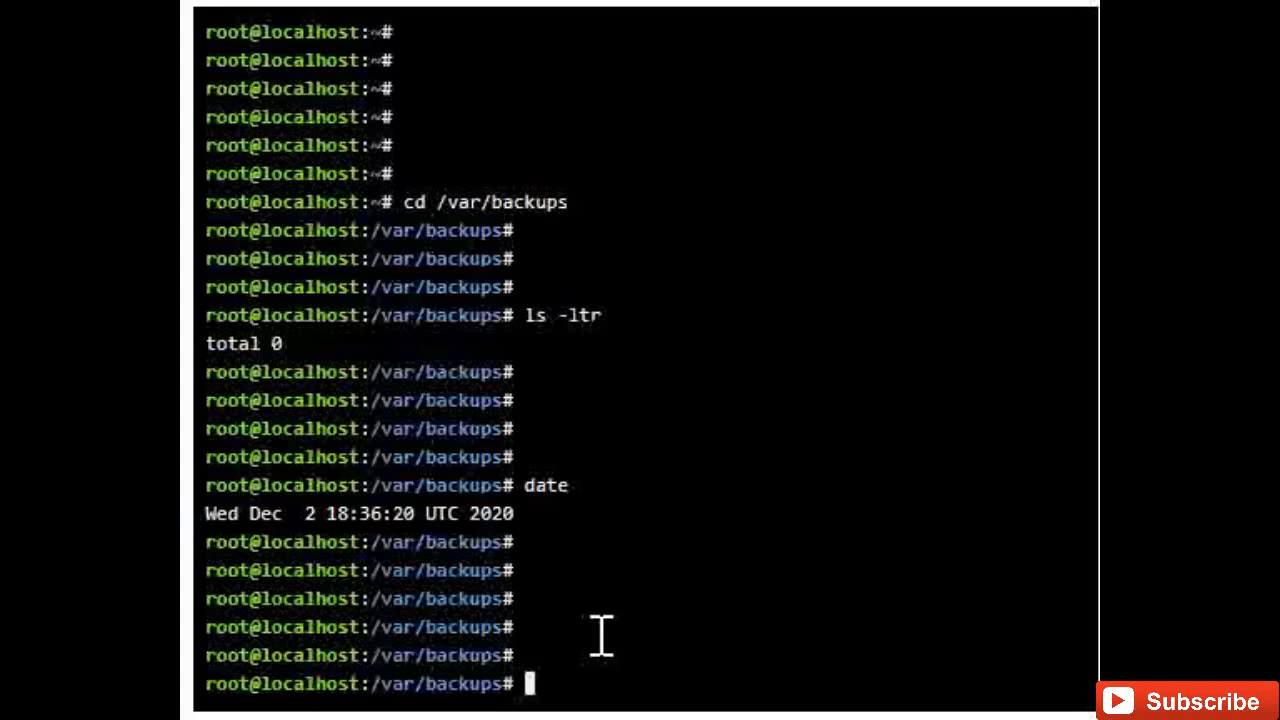 root@localhost:~#
root@localhost:~#
root@localhost:~#
root@localhost:~#
root@localhost:~#
root@localhost:~#
root@localhost:~# cd /var/backups
root@localhost:/var/backups#
root@localhost:/var/backups#
root@localhost:/var/backups#
root@localhost:/var/backups# ls -ltr
total 0
root@localhost:/var/backups#
root@localhost:/var/backups#
root@localhost:/var/backups#
root@localhost:/var/backups#
root@localhost:/var/backups# date
Wed Dec  2 18:36:20 UTC 2020
root@localhost:/var/backups#
root@localhost:/var/backups#
root@localhost:/var/backups#
root@localhost:/var/backups#
root@localhost:/var/backups#
root@localhost:/var/backups#
Subscribe